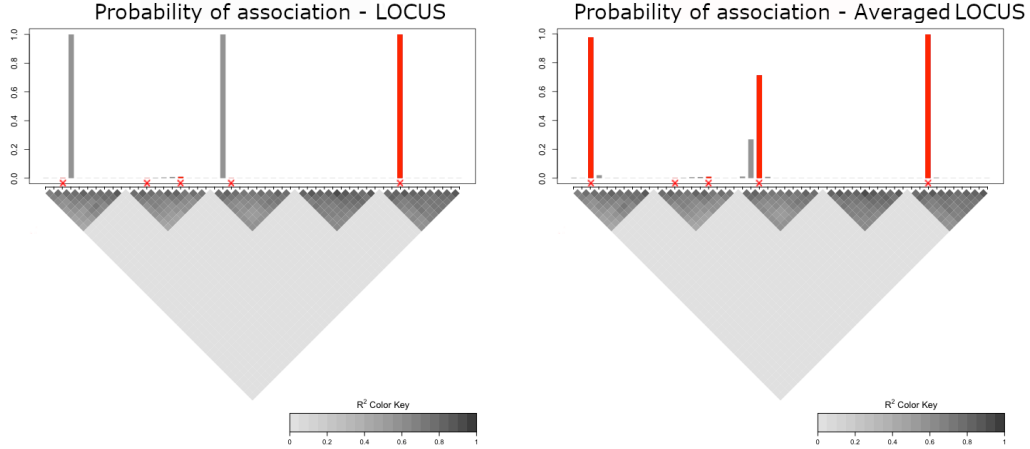 Probability of association - LOCUS
1.0
0.8
0.6
0.4
0.2
0.0
R² Color Key
0 0.2 0.4 0.6 0.8 1
Probability of association - Averaged LOCUS
1.0
0.8
0.6
0.4
0.2
0.0
R² Color Key
0 0.2 0.4 0.6 0.8 1